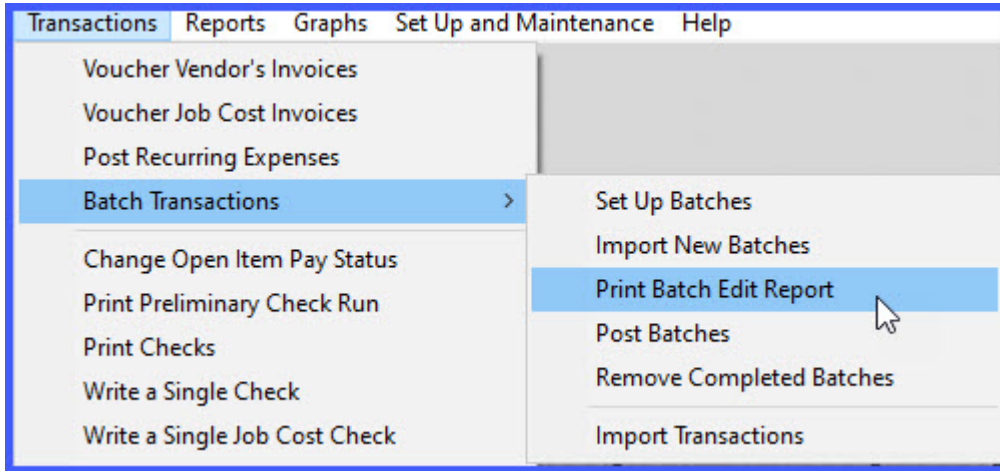 Transactions Reports Graphs Set Up and Maintenance Help
Voucher Vendor's Invoices
Voucher Job Cost Invoices
Post Recurring Expenses
Batch Transactions >
Change Open Item Pay Status
Print Preliminary Check Run
Print Checks
Write a Single Check
Write a Single Job Cost Check
Set Up Batches
Import New Batches
Print Batch Edit Report
Post Batches
Remove Completed Batches
Import Transactions